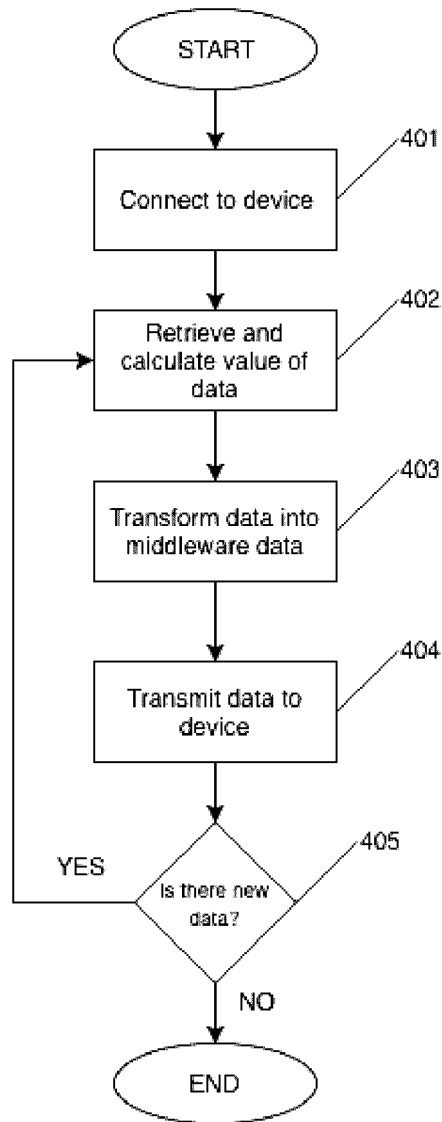 START
401
Connect to device
402
Retrieve and
calculate value of
data
403
Transform data into
middleware data
404
Transmit data to
device
405
YES
Is there new
data?
NO
END